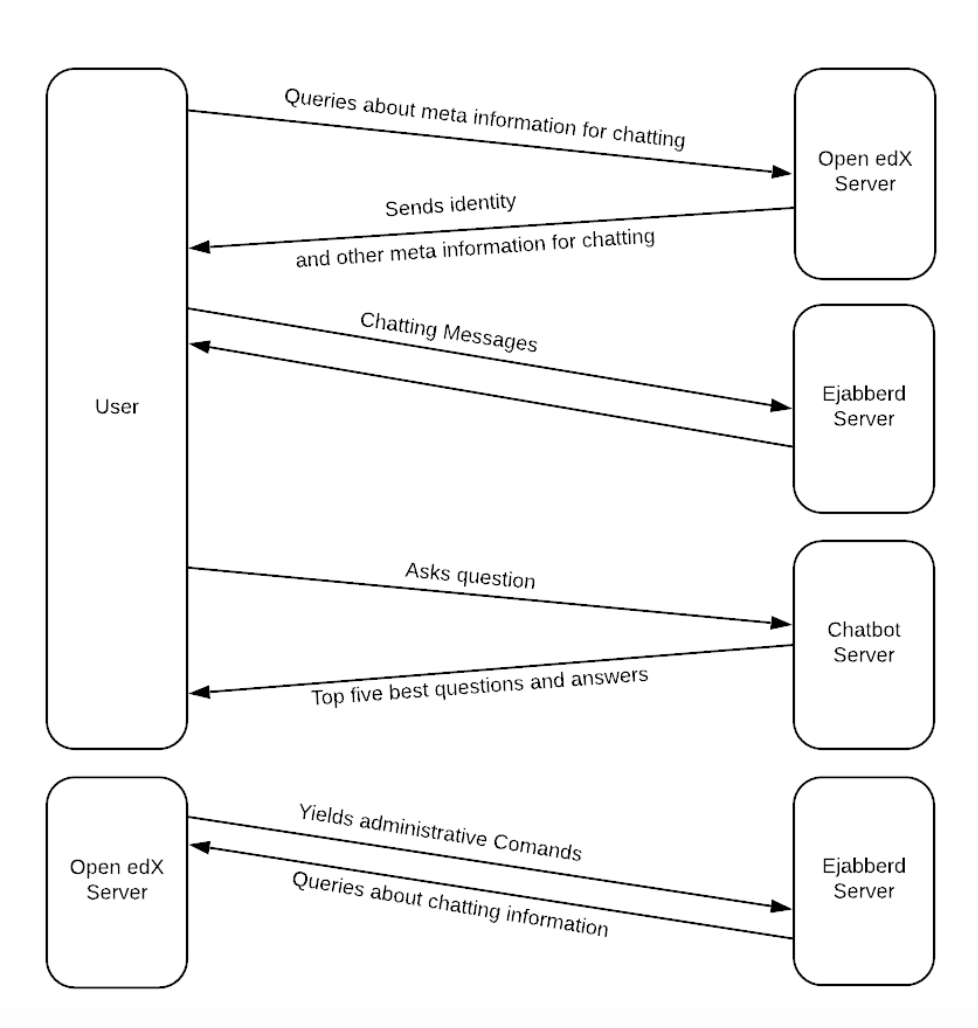 Queries about meta information for chatting
Open edX
Server
Sends identity
and other meta information for chatting
Chatting Messages
User
Ejabberd
Server
Asks question
Chatbot
Server
Top five best questions and answers
Yields administrative Comands
Open edX
Server
Ejabberd
Server
Queries about chatting information